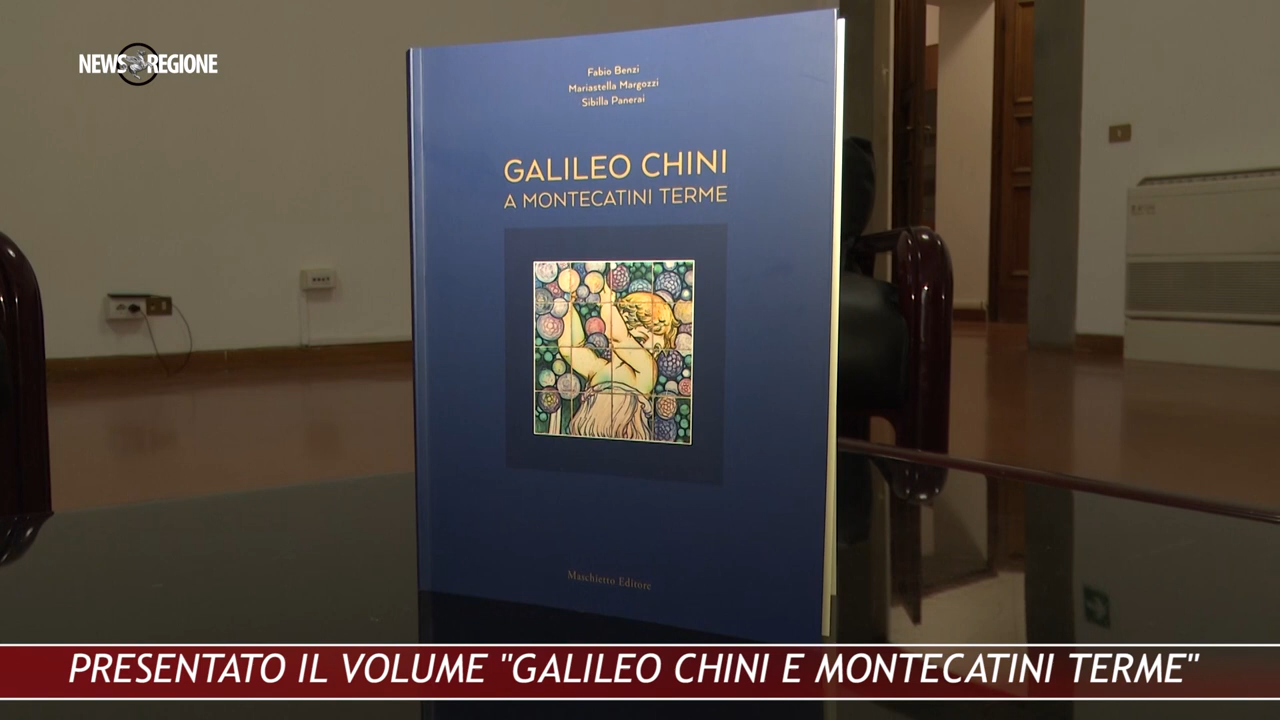 NEWS REGIONE
Fabio Benzi
Mariastella Margozzi
Sibilla Panerai
GALILEO CHINI
A MONTECATINI TERME
Maschietto Editore
PRESENTATO IL VOLUME "GALILEO CHINI E MONTECATINI TERME"